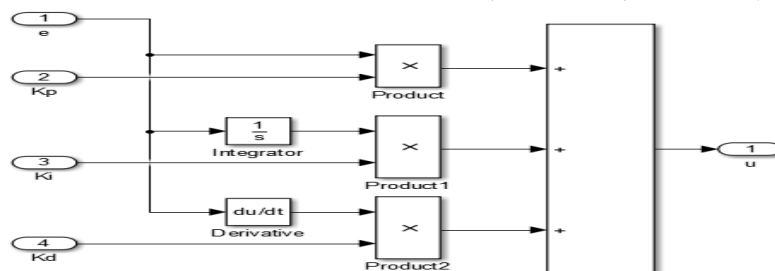 1
e
2
Kp
×
Product
+
1
s
Integrator
3
Ki
×
Product1
+
1
u
du/dt
Derivative
4
Kd
×
Product2
+